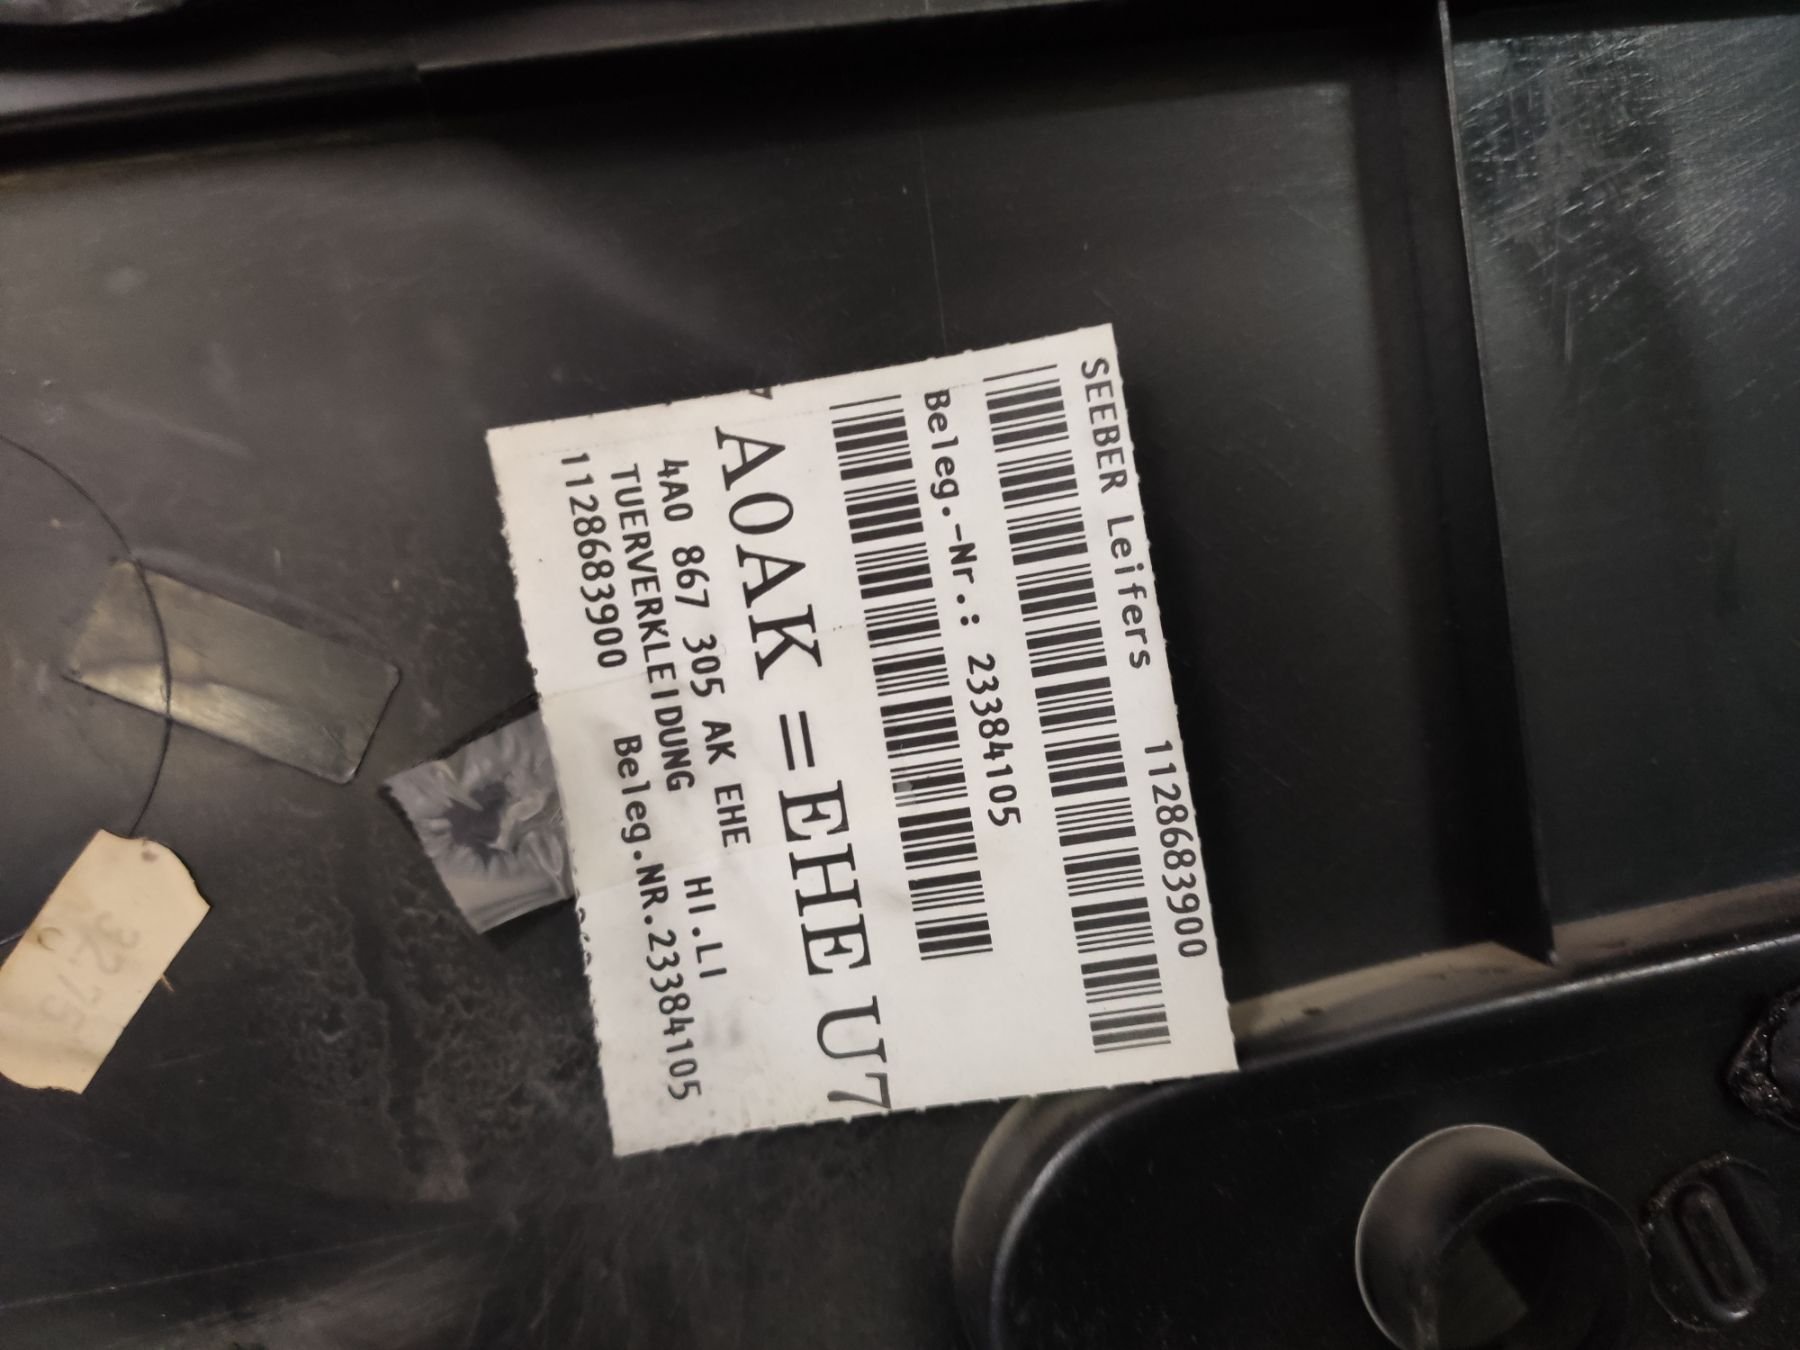 SEEBER Leifers 1128683900
Beleg.-Nr.: 23384105
A0AK =EHE U7
4A0 867 305 AK EHE HI.LI
TUERVERKLEIDUNG
1128683900 Beleg.NR.23384105
3275